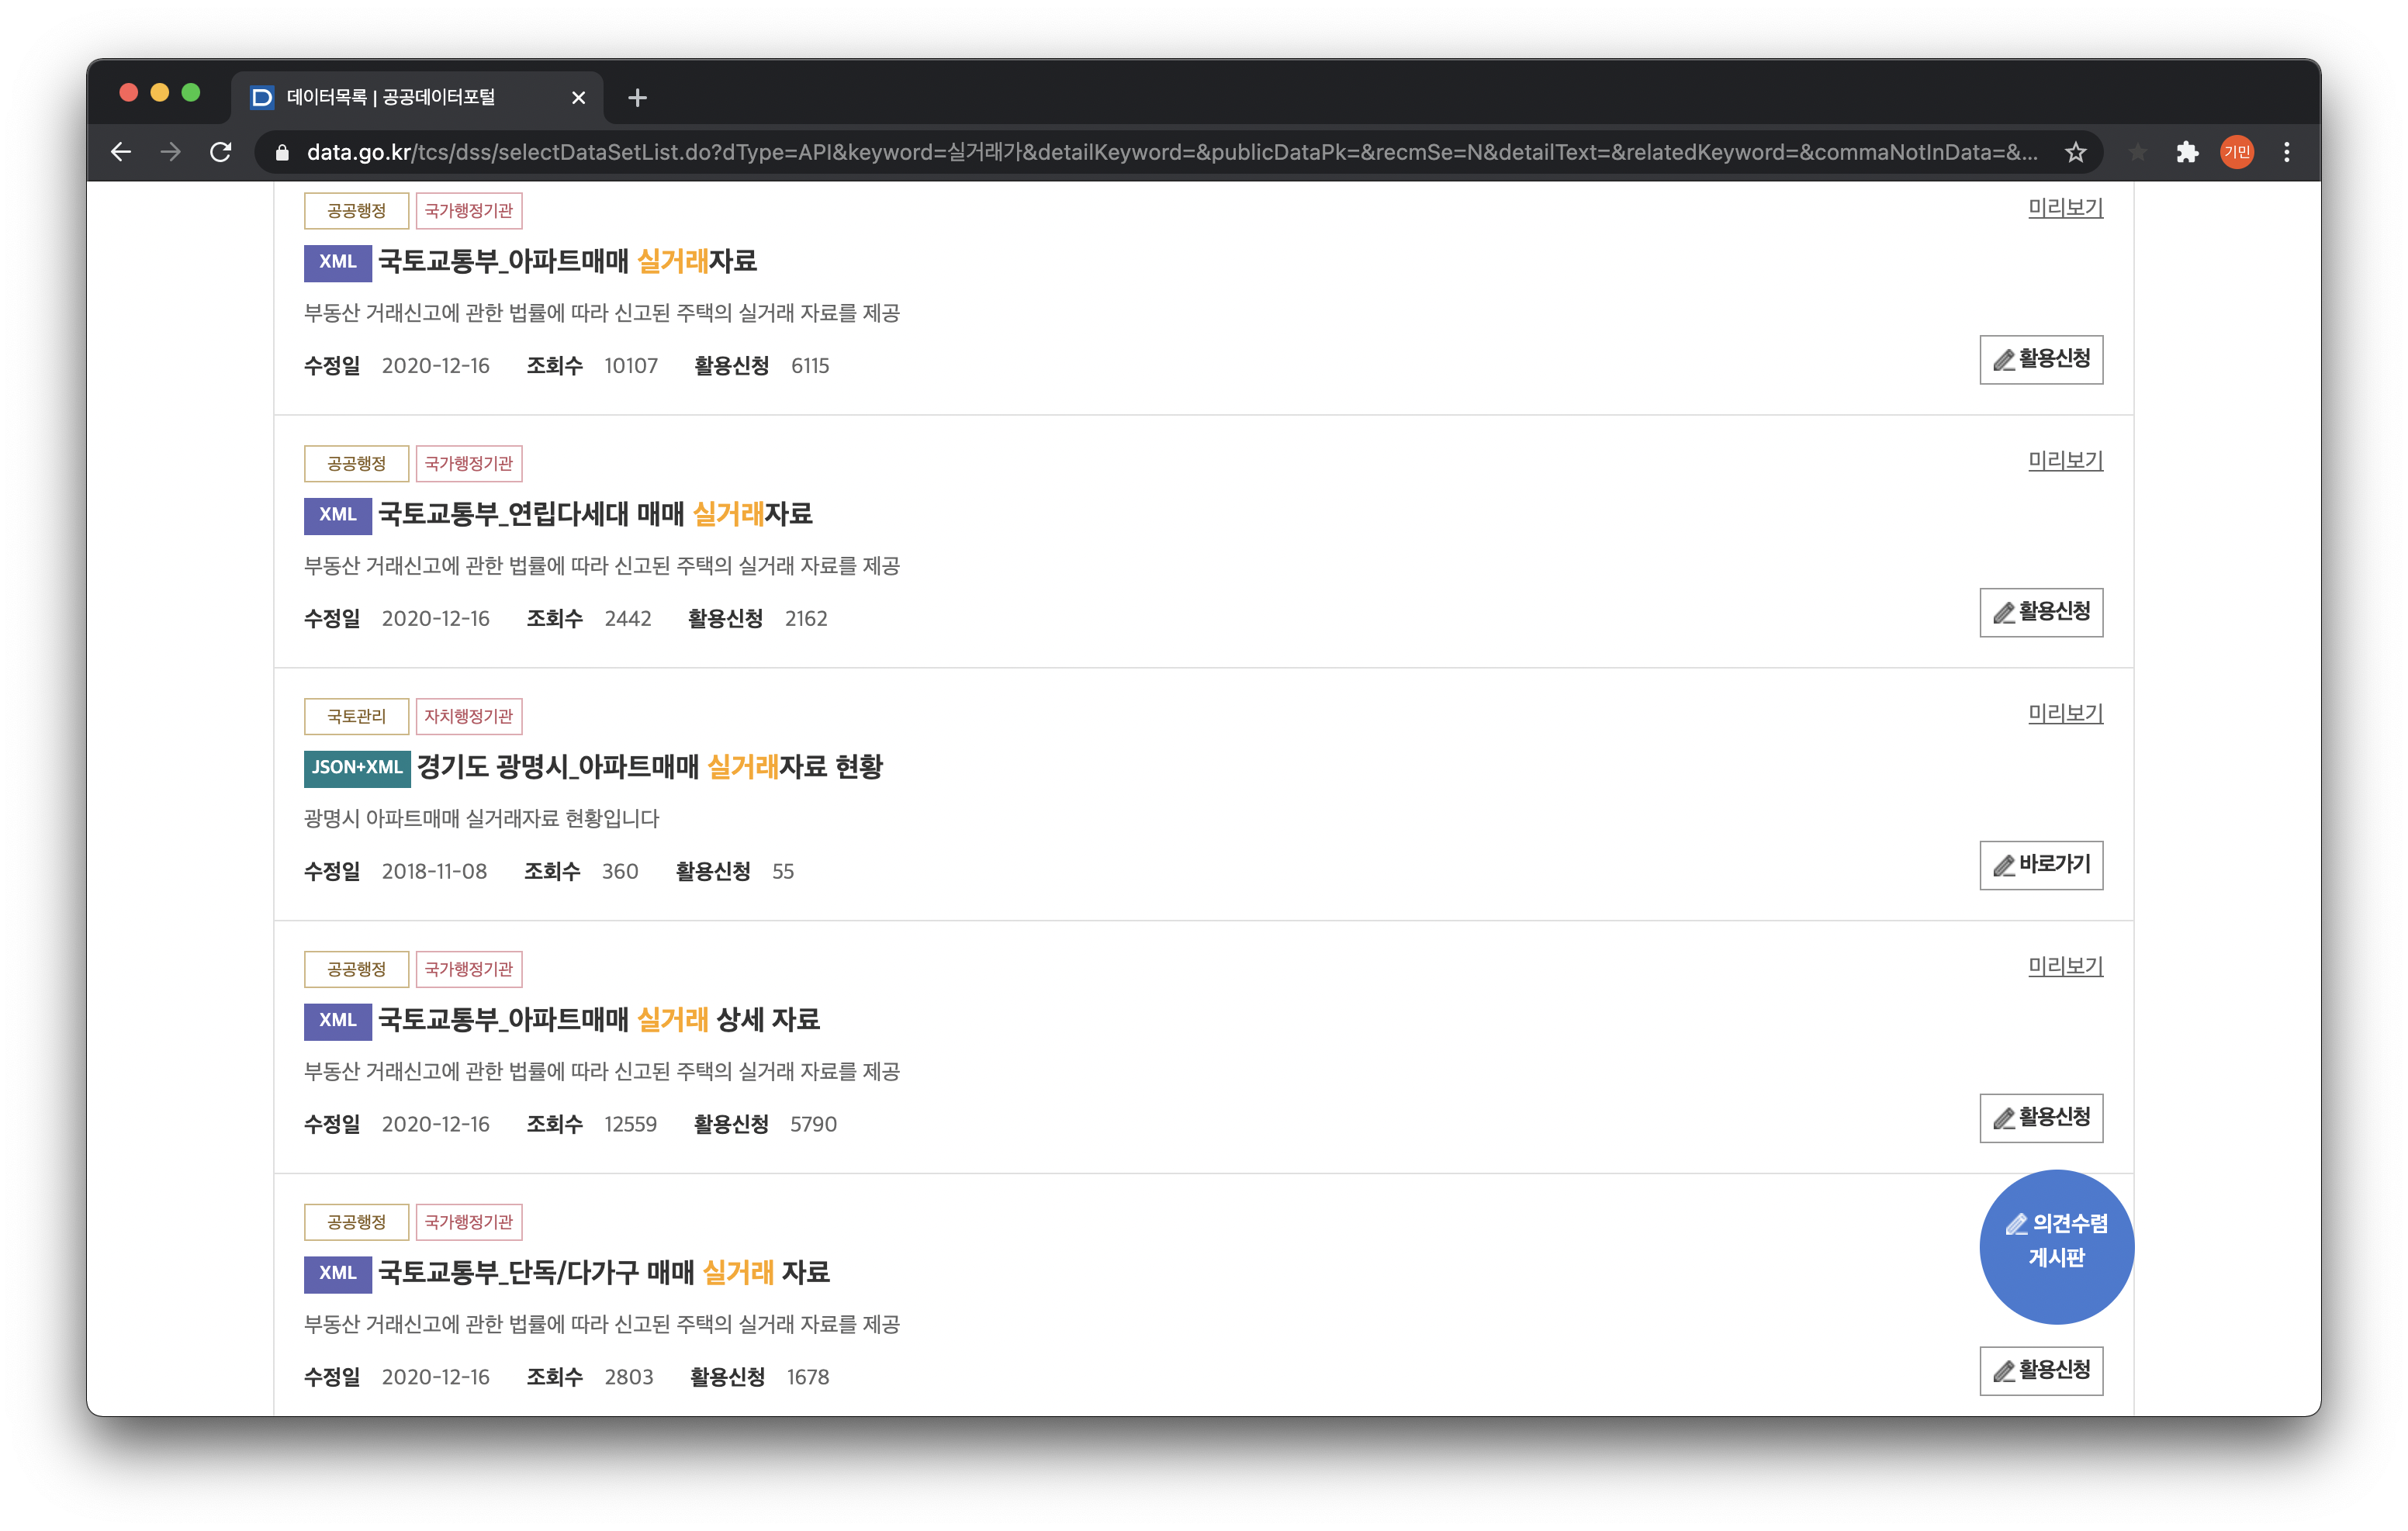 데이터목록 | 공공데이터포털
data.go.kr/tcs/dss/selectDataSetList.do?dType=API&keyword=실거래가&detailKeyword=&publicDataPk=&recmSe=N&detailText=&relatedKeyword=&commaNotInData=&...
기민
공공행정 국가행정기관 미리보기
XML 국토교통부_아파트매매 실거래자료
부동산 거래신고에 관한 법률에 따라 신고된 주택의 실거래 자료를 제공
수정일 2020-12-16 조회수 10107 활용신청 6115 활용신청
공공행정 국가행정기관 미리보기
XML 국토교통부_연립다세대 매매 실거래자료
부동산 거래신고에 관한 법률에 따라 신고된 주택의 실거래 자료를 제공
수정일 2020-12-16 조회수 2442 활용신청 2162 활용신청
국토관리 자치행정기관 미리보기
JSON+XML 경기도 광명시_아파트매매 실거래자료 현황
광명시 아파트매매 실거래자료 현황입니다
수정일 2018-11-08 조회수 360 활용신청 55 바로가기
공공행정 국가행정기관 미리보기
XML 국토교통부_아파트매매 실거래 상세 자료
부동산 거래신고에 관한 법률에 따라 신고된 주택의 실거래 자료를 제공
수정일 2020-12-16 조회수 12559 활용신청 5790 활용신청
공공행정 국가행정기관
의견수렴
게시판
XML 국토교통부_단독/다가구 매매 실거래 자료
부동산 거래신고에 관한 법률에 따라 신고된 주택의 실거래 자료를 제공
수정일 2020-12-16 조회수 2803 활용신청 1678 활용신청